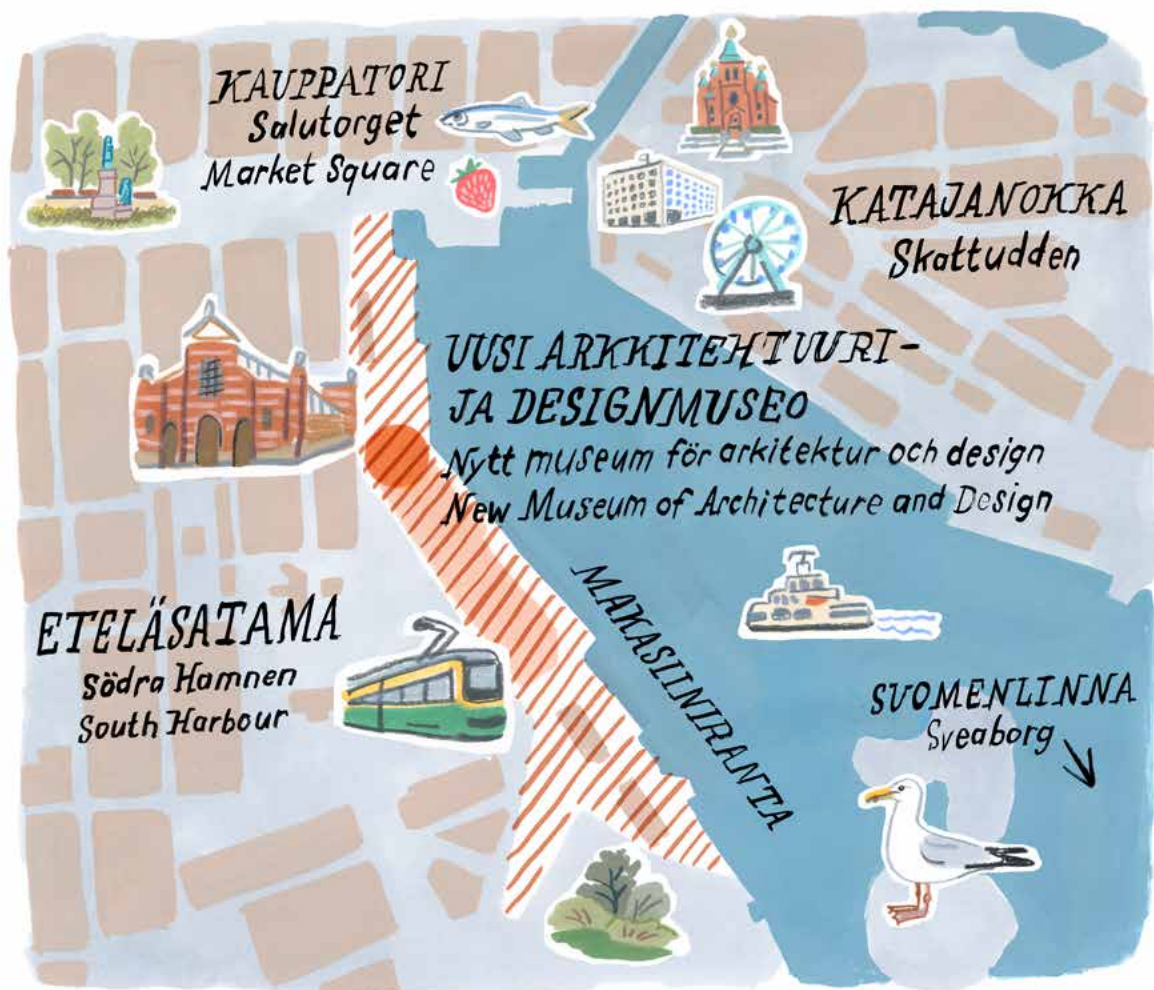 KAUPPATORI
Salutorget
Market Square
KATAJANOKKA
Skattudden
UUSI ARKKITEHTUURI-
JA DESIGNMUSEO
Nytt museum för arkitektur och design
New Museum of Architecture and Design
ETELÄSATAMA
Södra Hamnen
South Harbour
MAKASIINIRANTA
SUOMENLINNA
Sveaborg